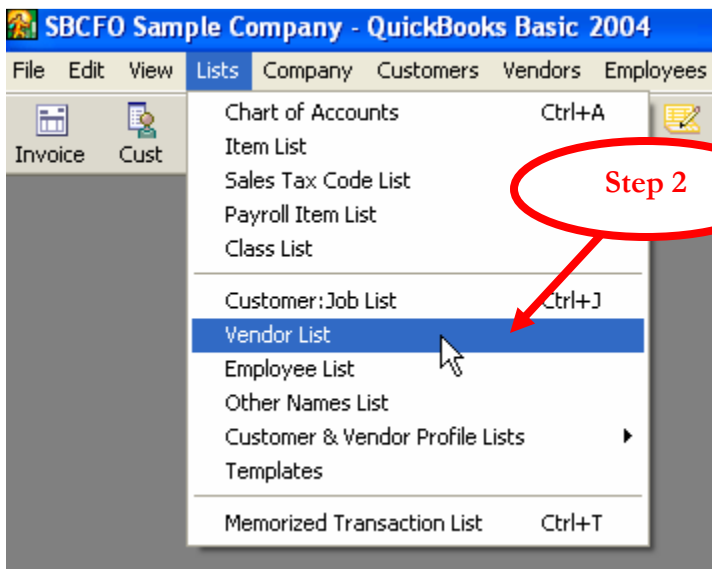 SBCFO Sample Company - QuickBooks Basic 2004
File Edit View Lists Company Customers Vendors Employees
Invoice Cust
Chart of Accounts Ctrl+A
Item List
Sales Tax Code List
Step 2
Payroll Item List
Class List
Customer:Job List Ctrl+J
Vendor List
Employee List
Other Names List
Customer & Vendor Profile Lists
Templates
Memorized Transaction List Ctrl+T